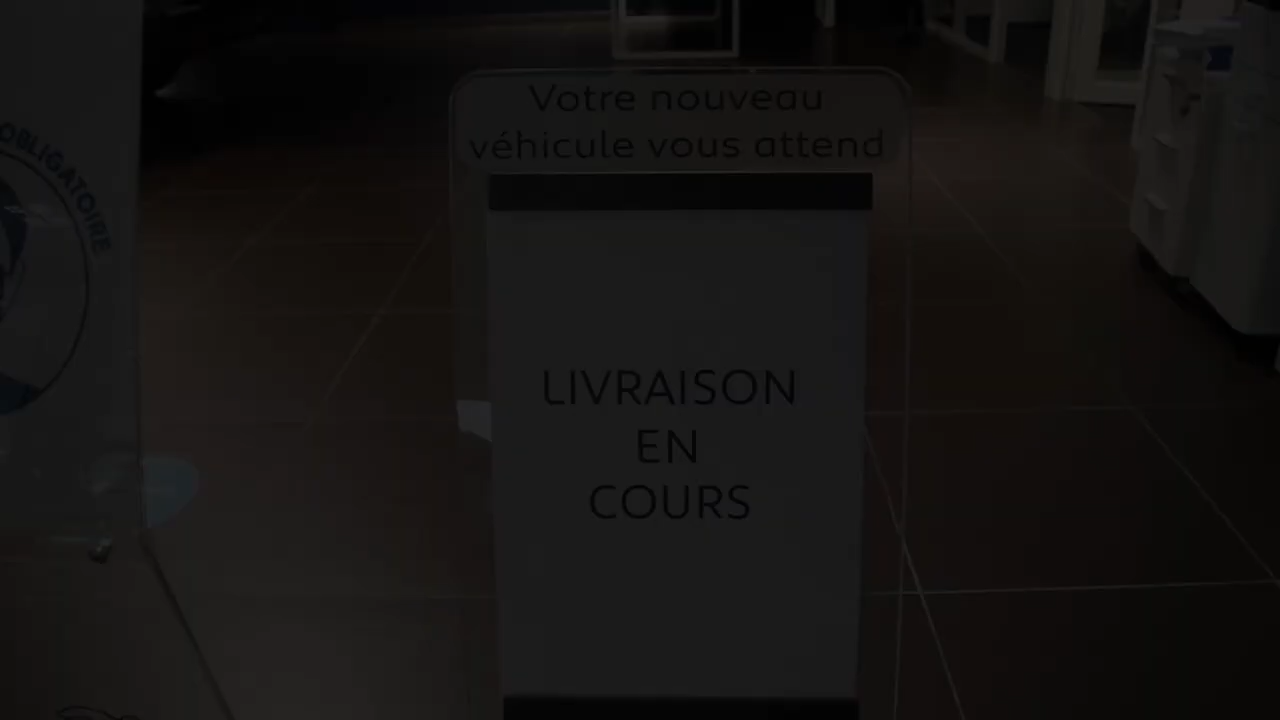 OBLIGATOIRE
Votre nouveau
véhicule vous attend
LIVRAISON
EN
COURS